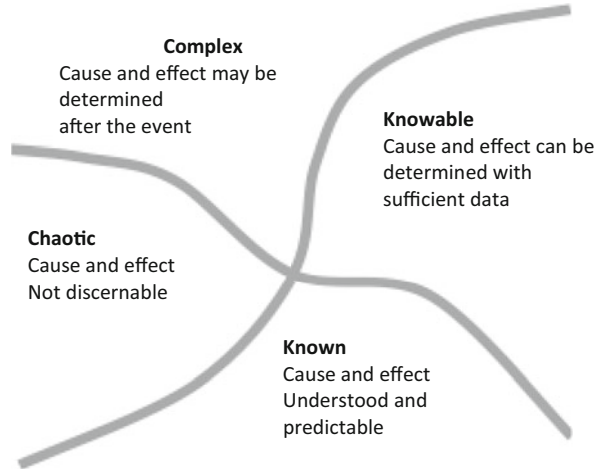 Complex
Cause and effect may be
determined
after the event
Knowable
Cause and effect can be
determined with
sufficient data
Chaotic
Cause and effect
Not discernable
Known
Cause and effect
Understood and
predictable